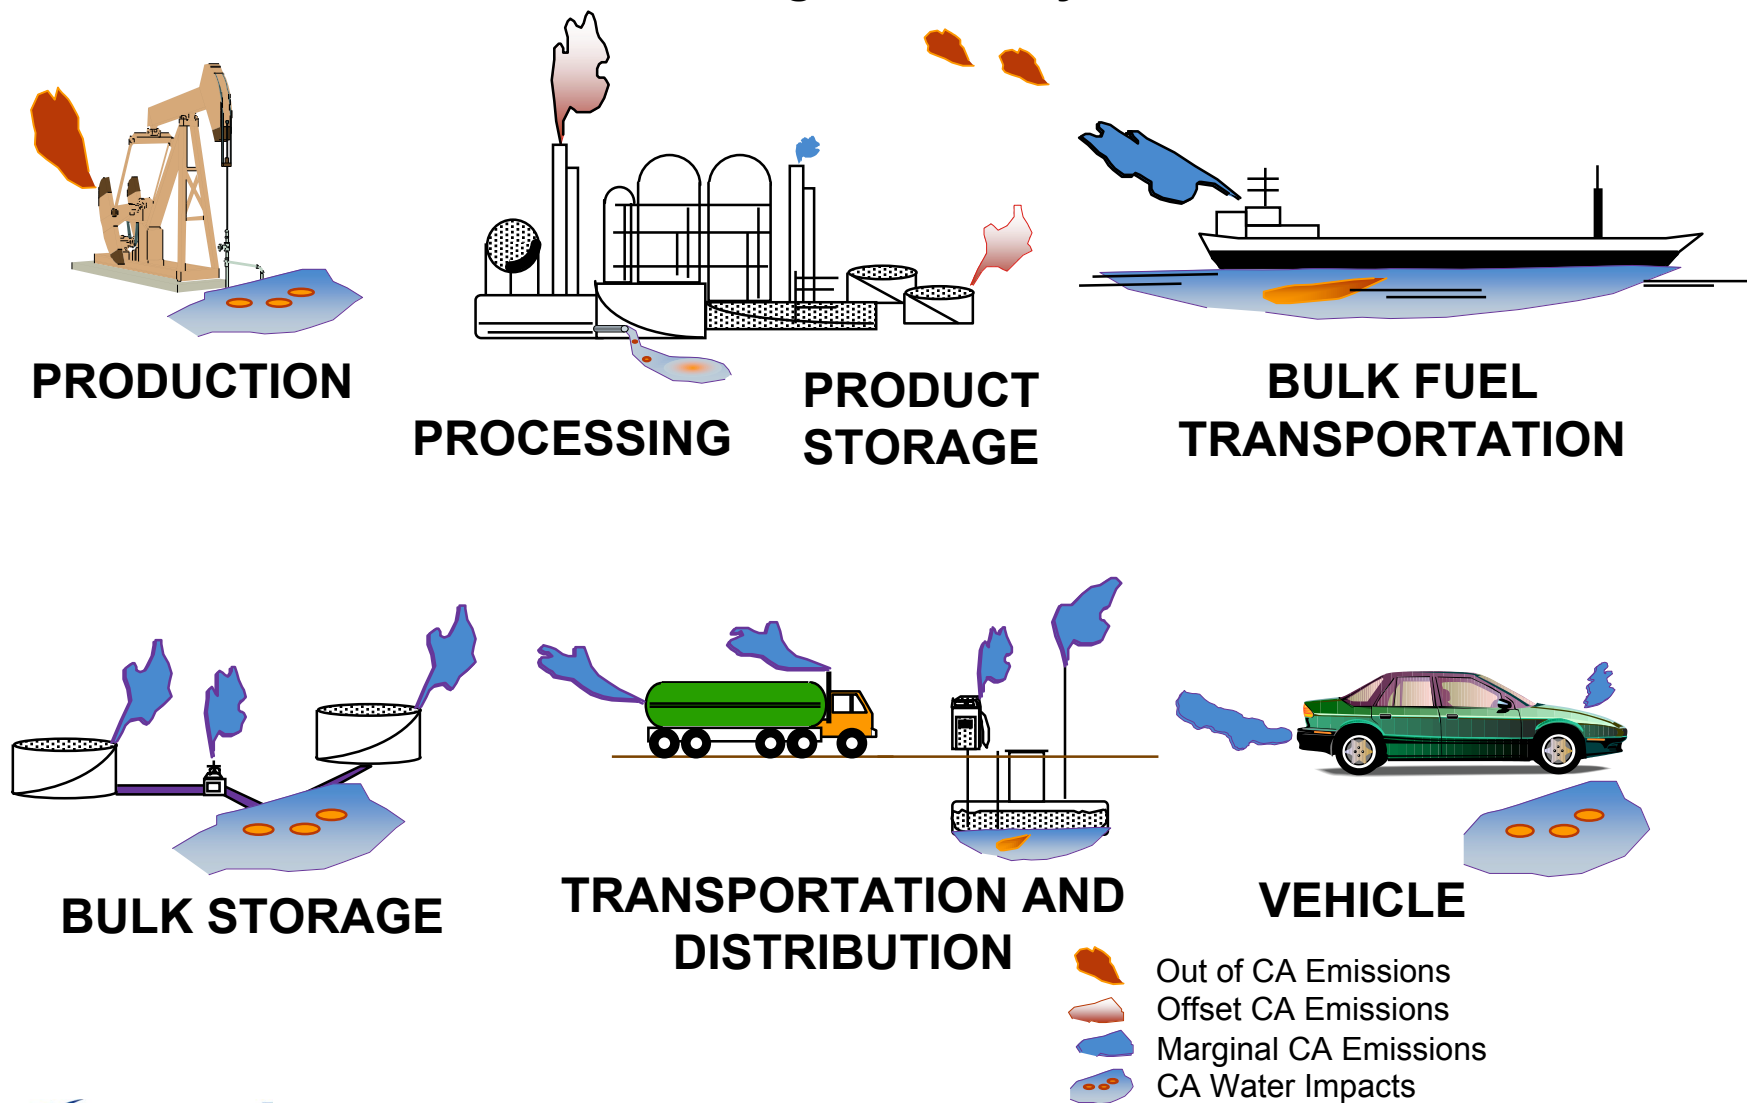 PRODUCTION
PROCESSING
PRODUCT
STORAGE
BULK FUEL
TRANSPORTATION
BULK STORAGE
TRANSPORTATION AND
DISTRIBUTION
VEHICLE
Out of CA Emissions
Offset CA Emissions
Marginal CA Emissions
CA Water Impacts